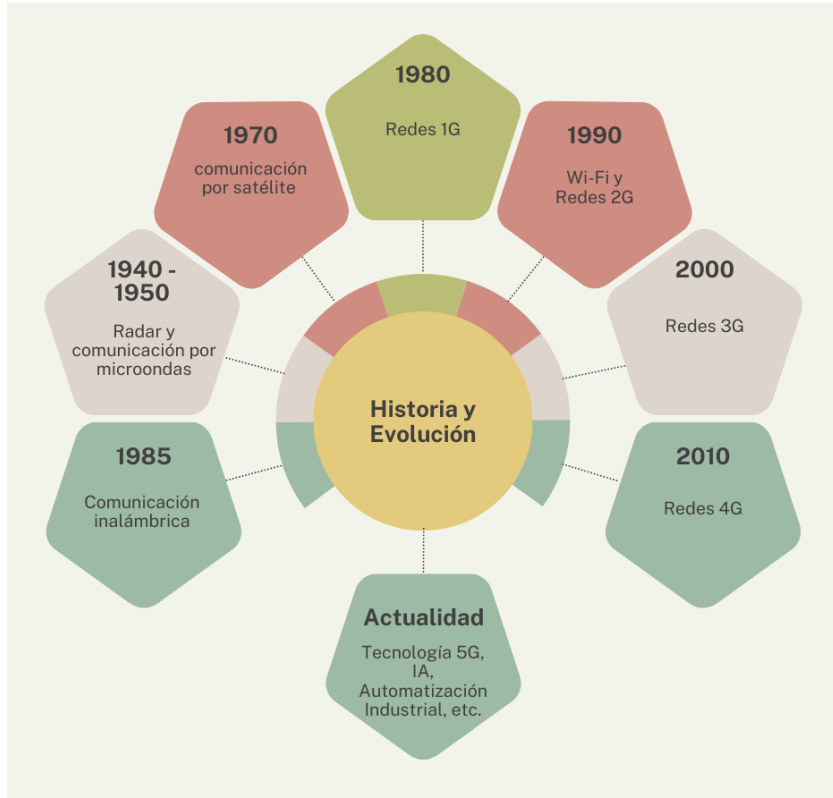 Historia y
Evolución
1985
Comunicación
inalámbrica
1940 -
1950
Radar y
comunicación por
microondas
1970
comunicación
por satélite
1980
Redes 1G
1990
Wi-Fi y
Redes 2G
2000
Redes 3G
2010
Redes 4G
Actualidad
Tecnología 5G,
IA,
Automatización
Industrial, etc.